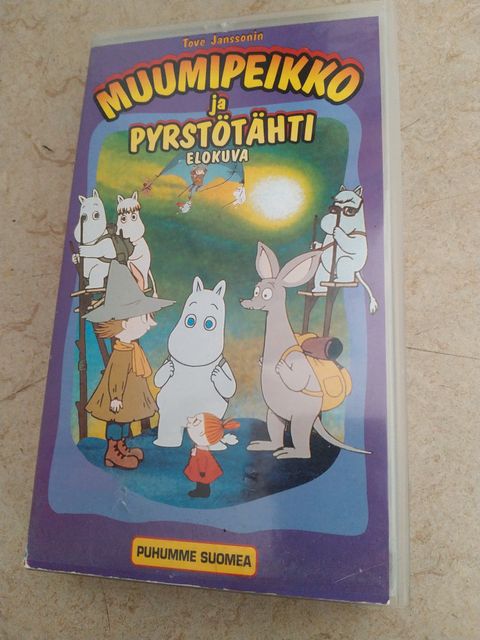 Tove Janssonin
MUUMIPEIKKO
ja
PYRSTÖTÄHTI
ELOKUVA
PUHUMME SUOMEA